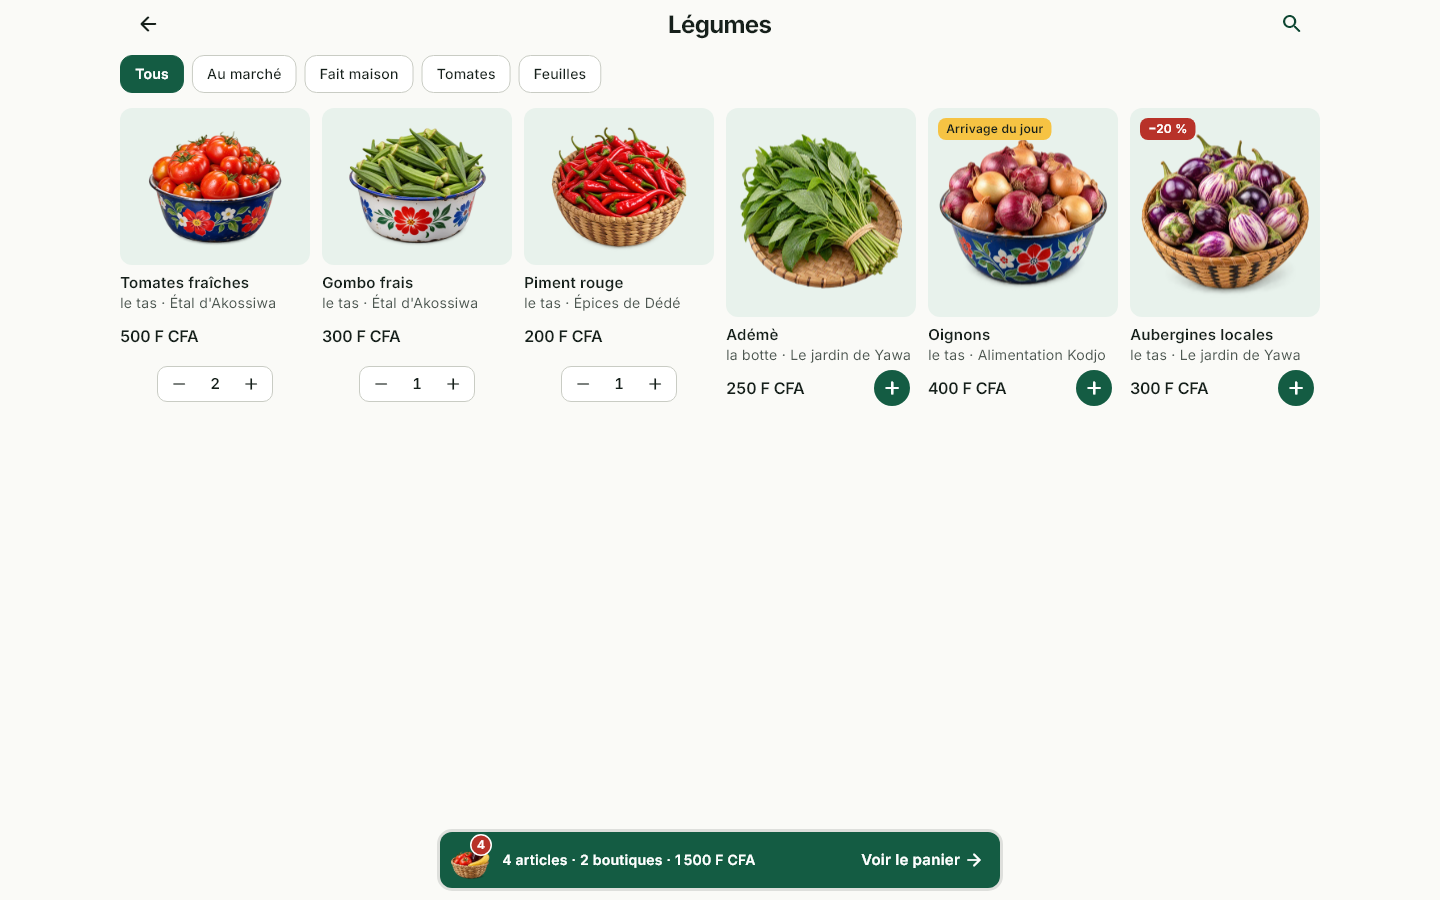 Légumes
Tous
Au marché
Fait maison
Tomates
Feuilles
Tomates fraîches
le tas · Étal d'Akossiwa
500 F CFA
2
Gombo frais
le tas · Étal d'Akossiwa
300 F CFA
1
Piment rouge
le tas · Épices de Dédé
200 F CFA
1
Adémè
la botte · Le jardin de Yawa
250 F CFA
Arrivage du jour
Oignons
le tas · Alimentation Kodjo
400 F CFA
−20 %
Aubergines locales
le tas · Le jardin de Yawa
300 F CFA
4
4 articles · 2 boutiques · 1 500 F CFA
Voir le panier